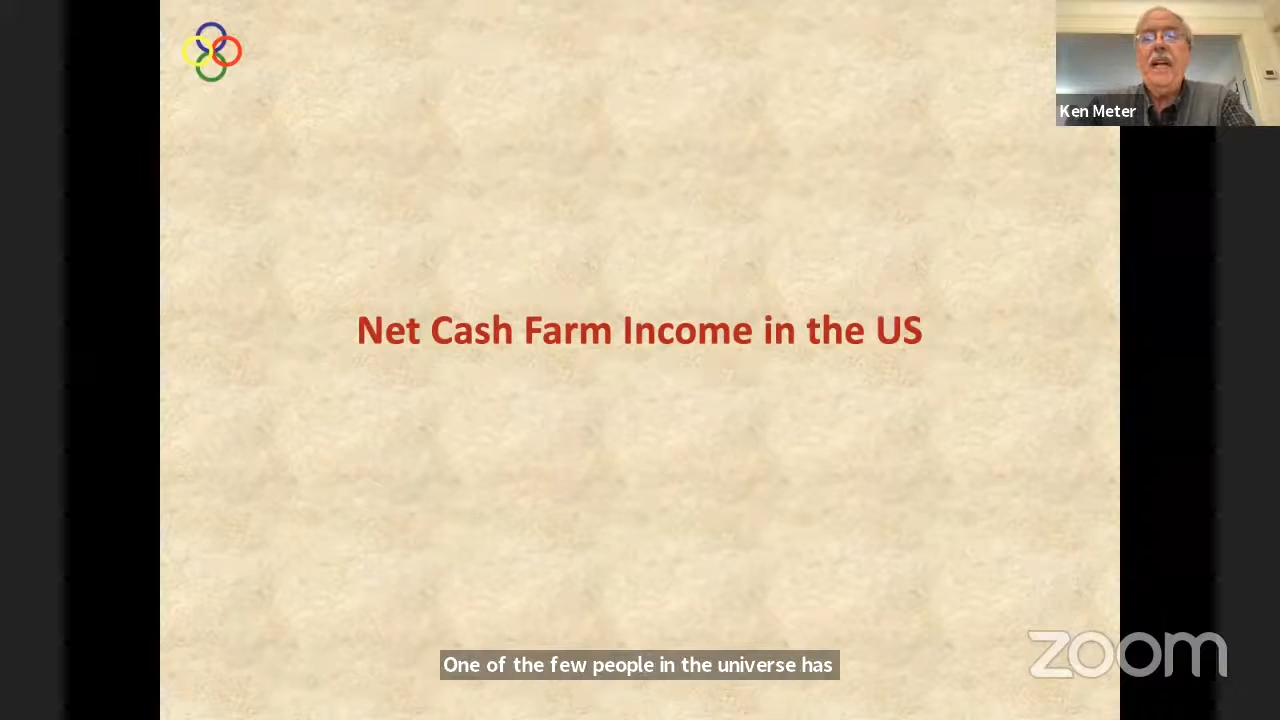 Ken Meter
Net Cash Farm Income in the US
One of the few people in the universe has
zoom